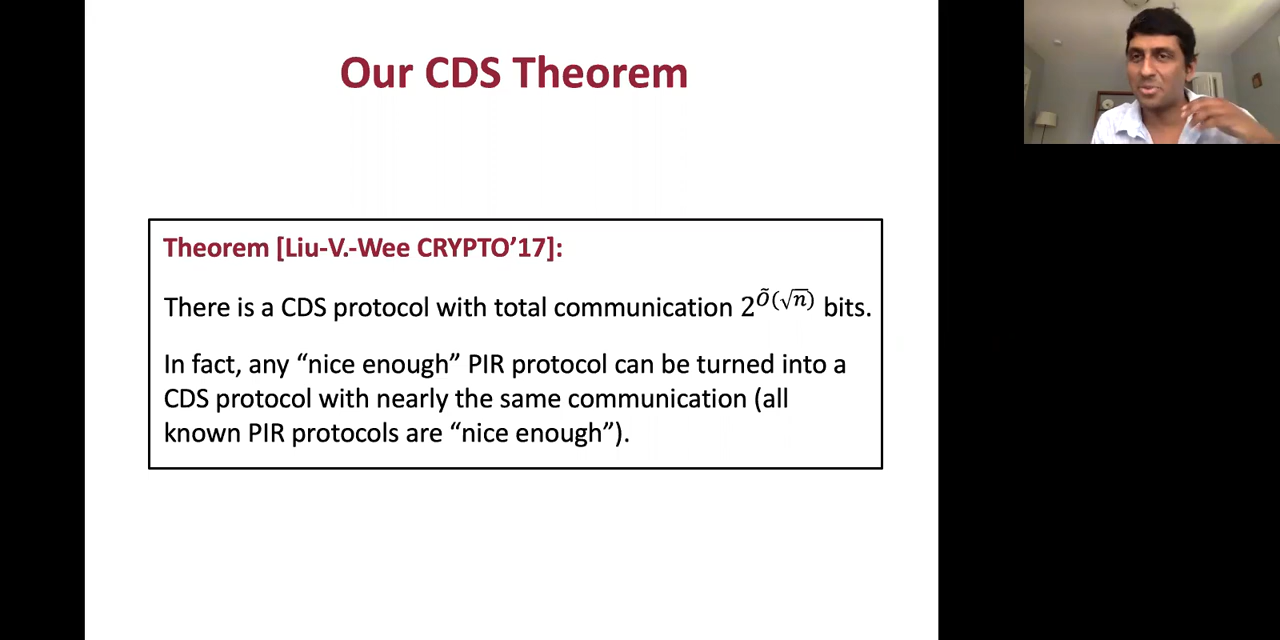 Our CDS Theorem
Theorem [Liu-V.-Wee CRYPTO’17]:
There is a CDS protocol with total communication 2^{Õ(√n)} bits.
In fact, any “nice enough” PIR protocol can be turned into a
CDS protocol with nearly the same communication (all
known PIR protocols are “nice enough”).